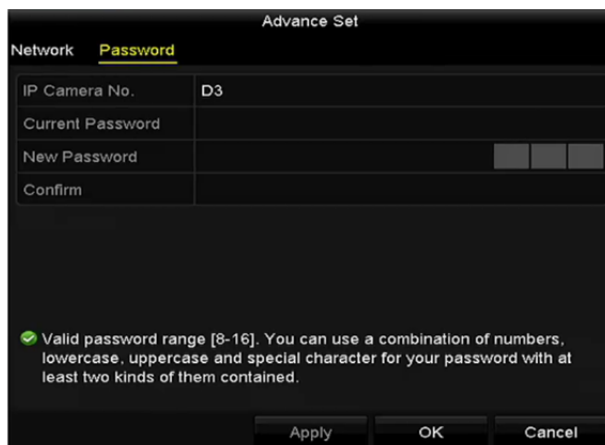 Advance Set
Network Password
IP Camera No. D3
Current Password
New Password
Confirm
Valid password range [8-16]. You can use a combination of numbers,
lowercase, uppercase and special character for your password with at
least two kinds of them contained.
Apply OK Cancel